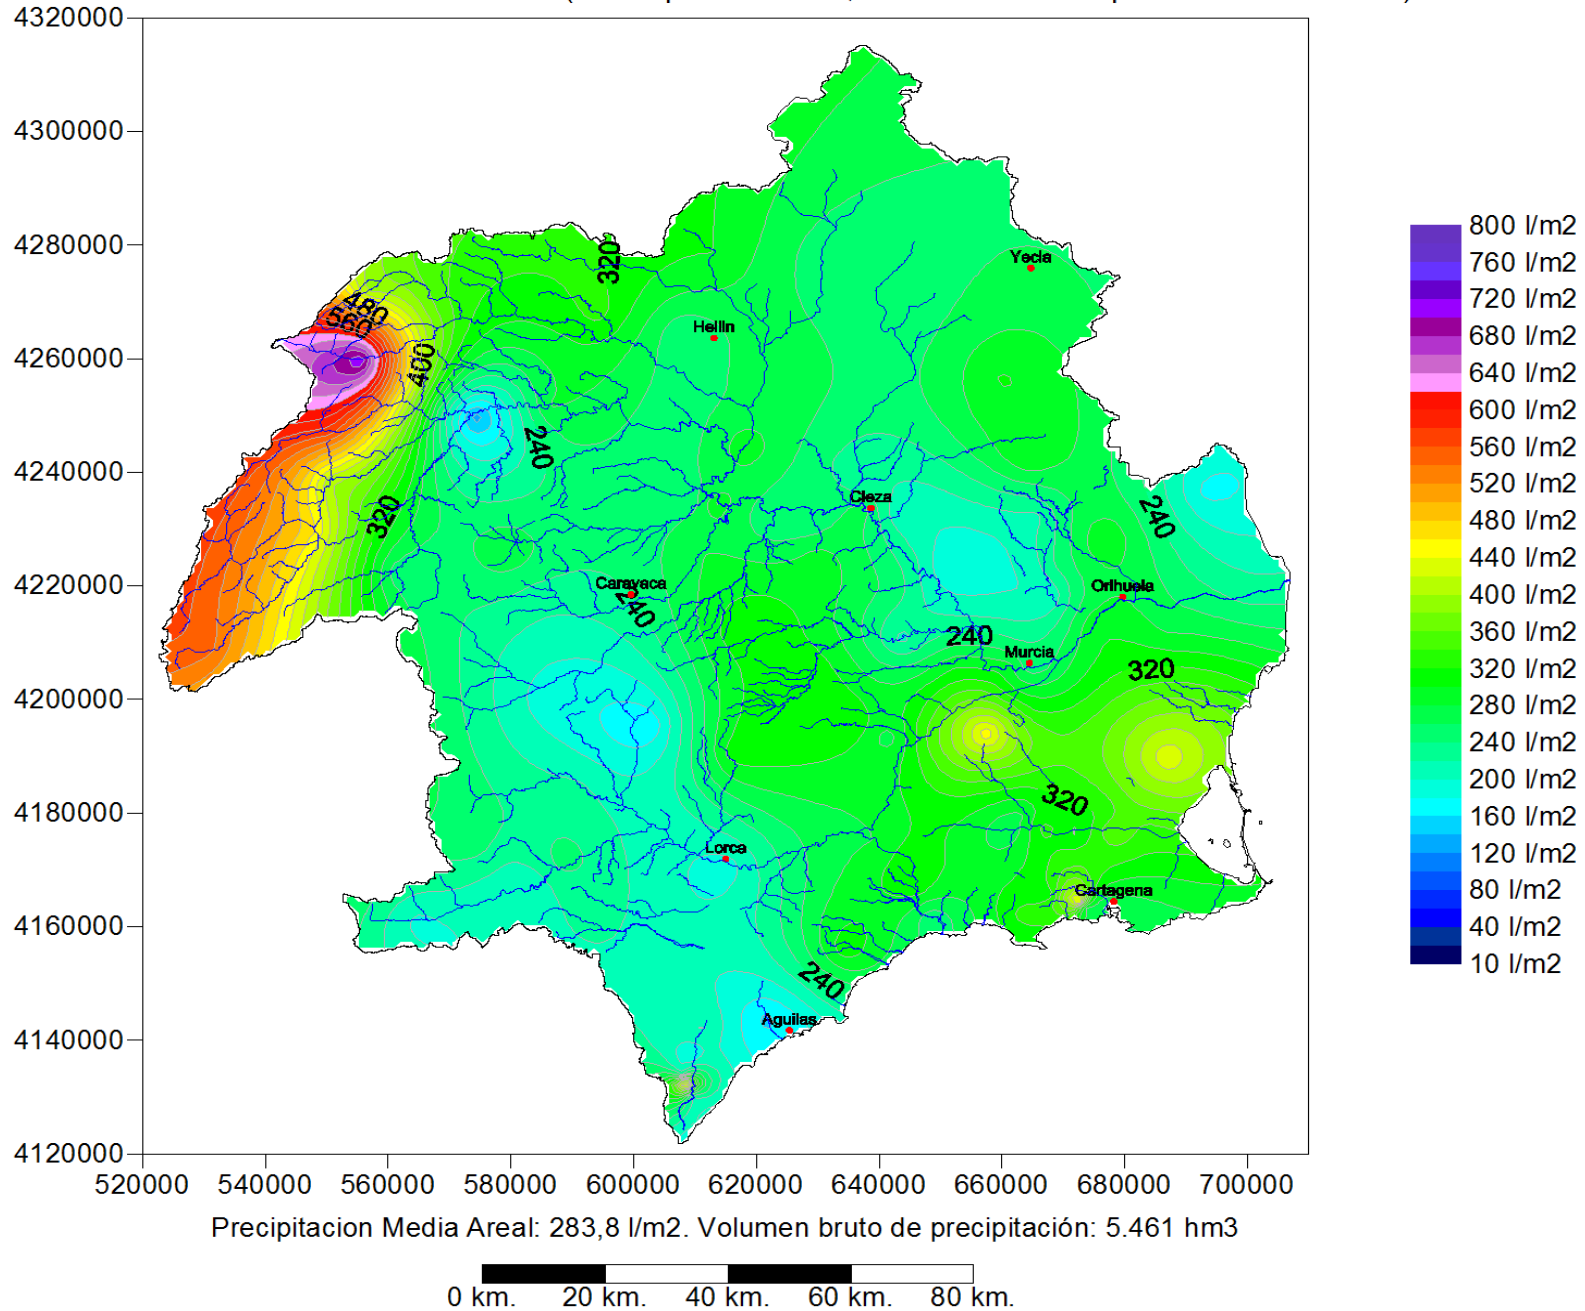 4320000
4300000
4280000
4260000
4240000
4220000
4200000
4180000
4160000
4140000
4120000
520000 540000 560000 580000 600000 620000 640000 660000 680000 700000
320
480
560
400
240
320
240
240
240
320
320
240
Yecla
Hellin
Cieza
Caravaca
Orihuela
Murcia
Lorca
Cartagena
Aguilas
800 l/m2
760 l/m2
720 l/m2
680 l/m2
640 l/m2
600 l/m2
560 l/m2
520 l/m2
480 l/m2
440 l/m2
400 l/m2
360 l/m2
320 l/m2
280 l/m2
240 l/m2
200 l/m2
160 l/m2
120 l/m2
80 l/m2
40 l/m2
10 l/m2
Precipitacion Media Areal: 283,8 l/m2. Volumen bruto de precipitación: 5.461 hm3
0 km. 20 km. 40 km. 60 km. 80 km.